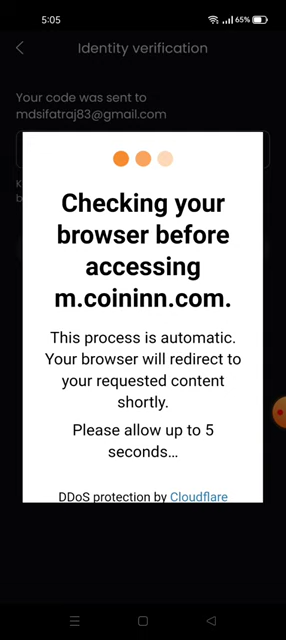 5:05
65%
Identity verification
Your code was sent to
mdsifatraj83@gmail.com
Checking your
browser before
accessing
m.coininn.com.
This process is automatic.
Your browser will redirect to
your requested content
shortly.
Please allow up to 5
seconds…
DDoS protection by Cloudflare